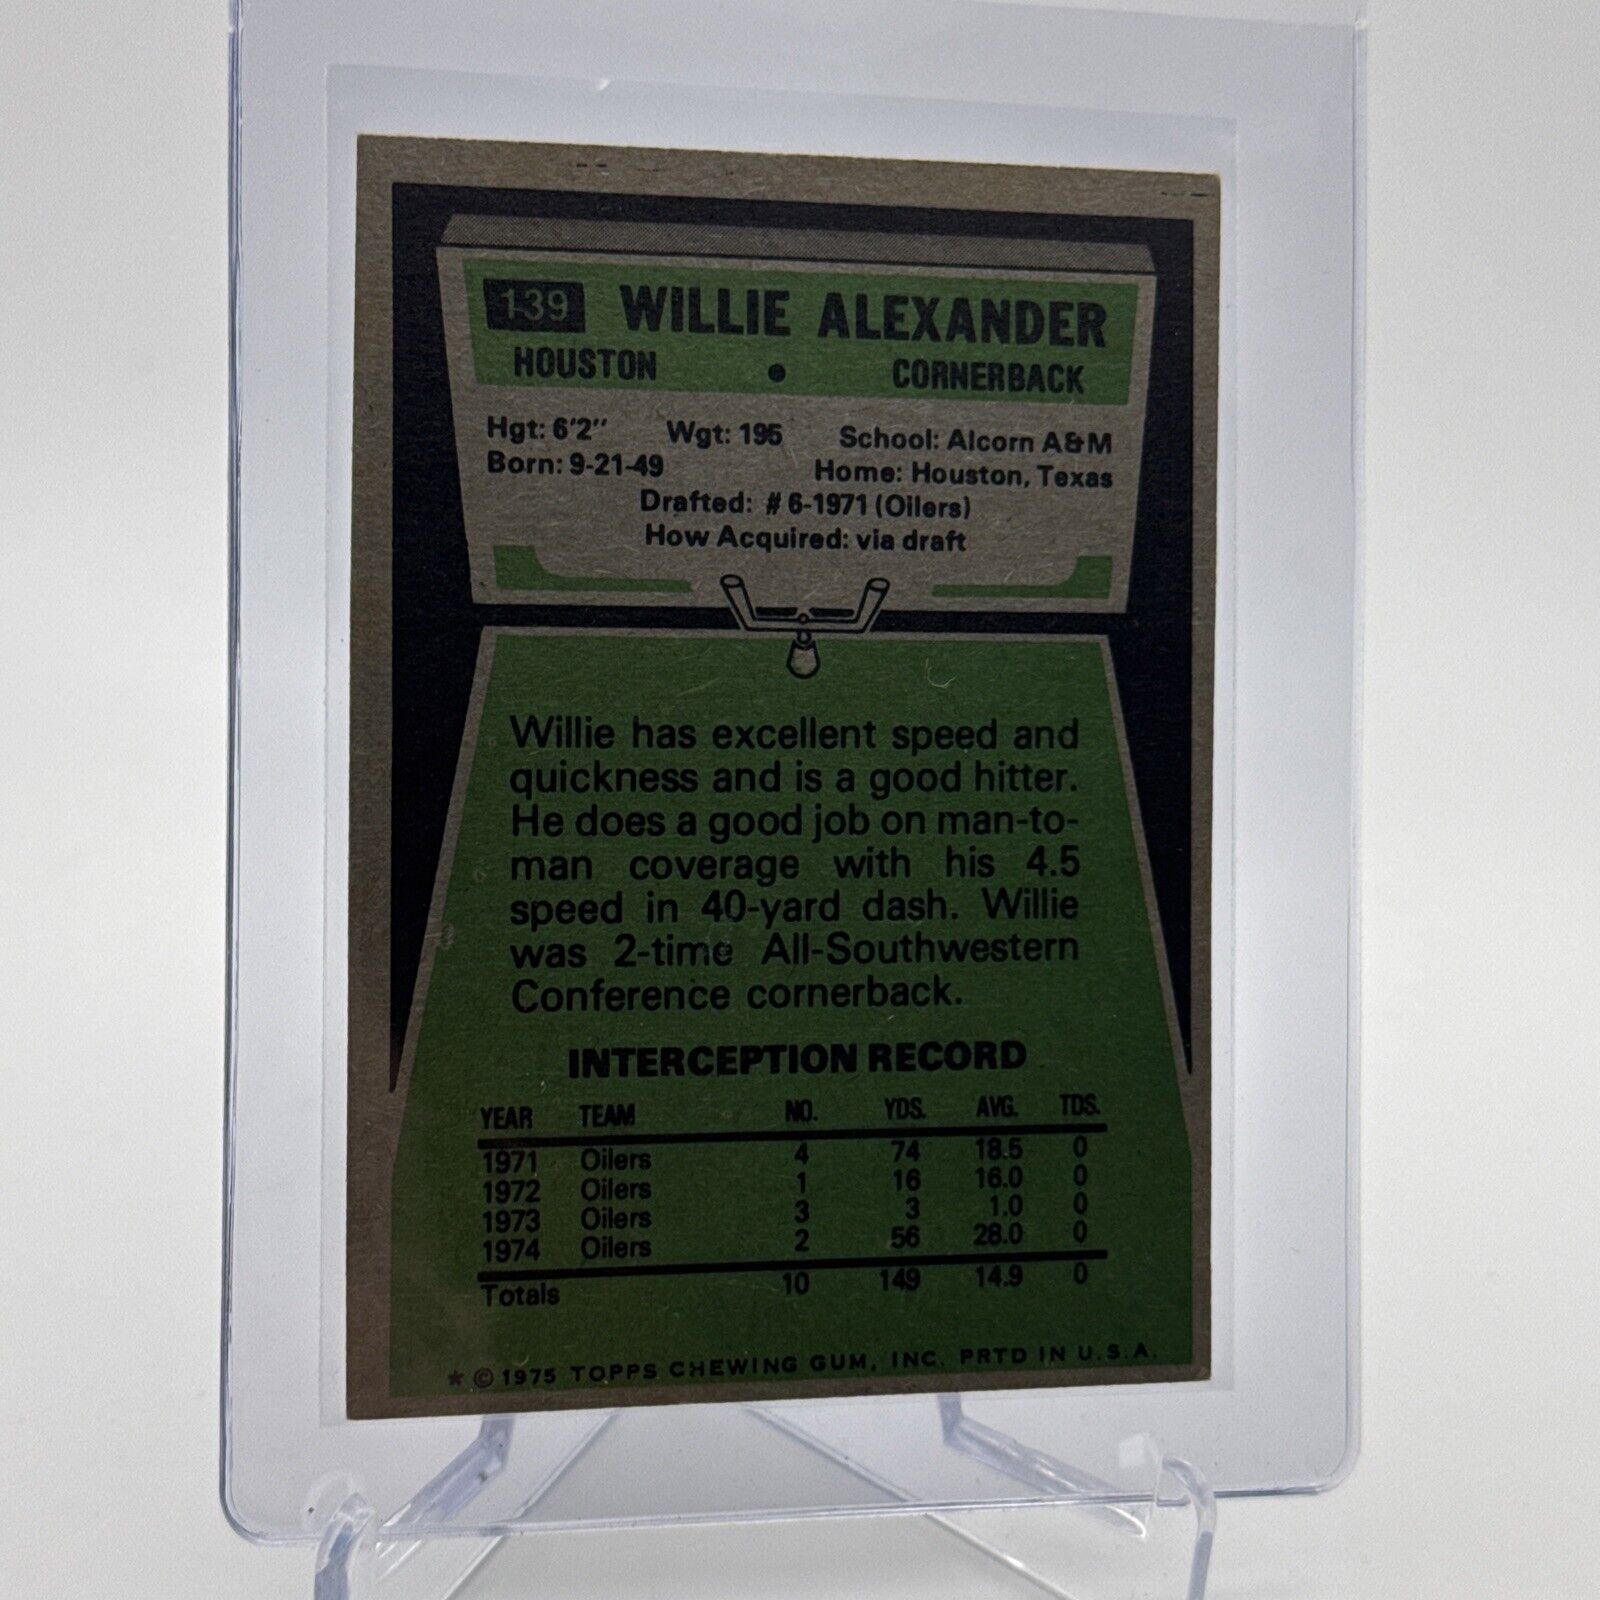 139 WILLIE ALEXANDER
HOUSTON • CORNERBACK
Hgt: 6'2" Wgt: 195 School: Alcorn A&M
Born: 9-21-49 Home: Houston, Texas
Drafted: #6-1971 (Oilers)
How Acquired: via draft
Willie has excellent speed and
quickness and is a good hitter.
He does a good job on man-to-
man coverage with his 4.5
speed in 40-yard dash. Willie
was 2-time All-Southwestern
Conference cornerback.
INTERCEPTION RECORD
YEAR TEAM NO. YDS. AVG. TDS.
1971 Oilers 4 74 18.5 0
1972 Oilers 1 16 16.0 0
1973 Oilers 3 3 1.0 0
1974 Oilers 2 56 28.0 0
Totals 10 149 14.9 0
* © 1975 TOPPS CHEWING GUM, INC. PRTD IN U.S.A.